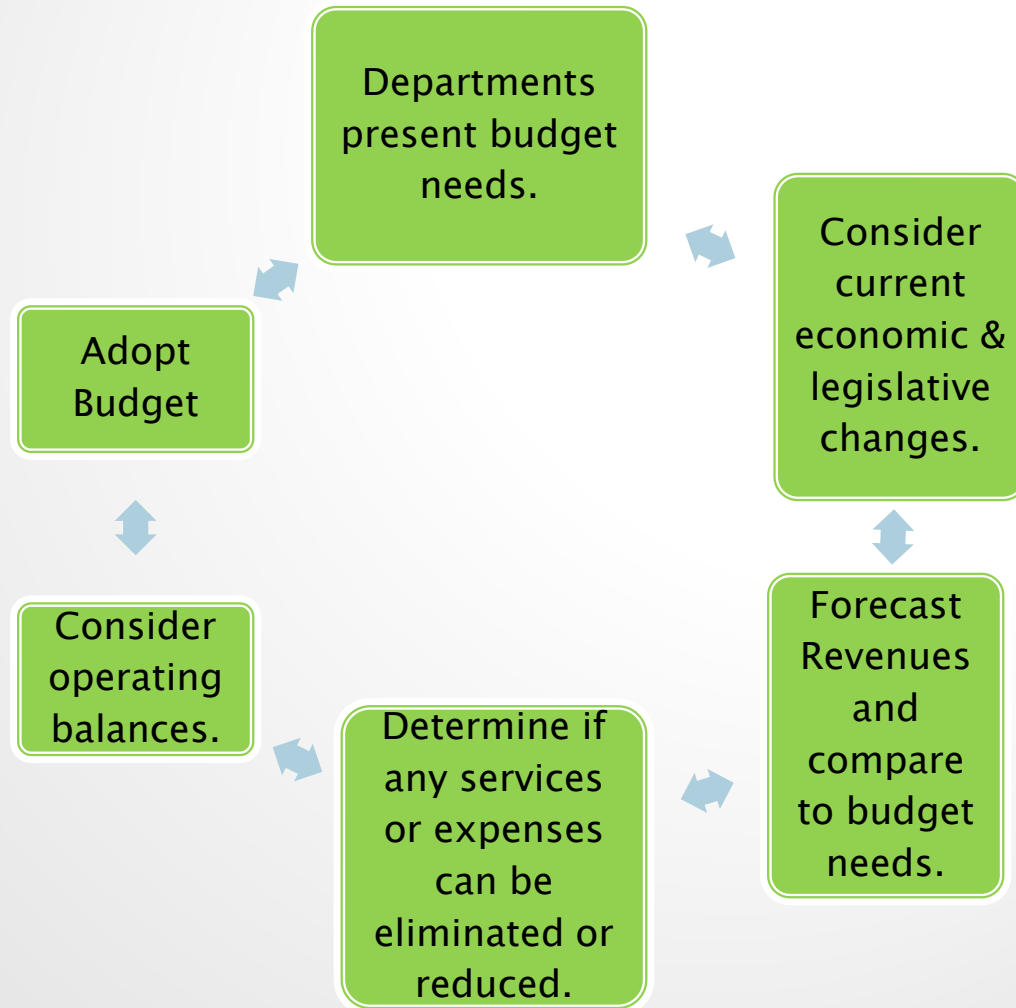 Departments
present budget
needs.
Consider
current
economic &
legislative
changes.
Forecast
Revenues
and
compare
to budget
needs.
Determine if
any services
or expenses
can be
eliminated or
reduced.
Consider
operating
balances.
Adopt
Budget